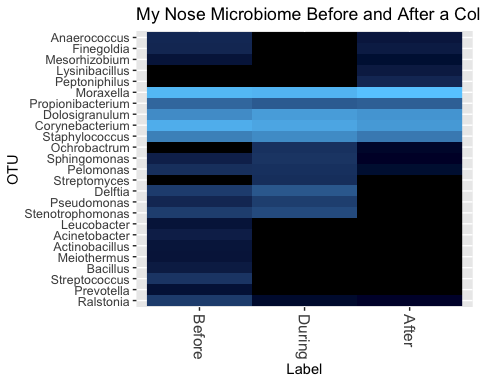 My Nose Microbiome Before and After a Col
Anaerococcus
Finegoldia
Mesorhizobium
Lysinibacillus
Peptoniphilus
Moraxella
Propionibacterium
Dolosigranulum
Corynebacterium
Staphylococcus
Ochrobactrum
Sphingomonas
Pelomonas
Streptomyces
Delftia
Pseudomonas
Stenotrophomonas
Leucobacter
Acinetobacter
Actinobacillus
Meiothermus
Bacillus
Streptococcus
Prevotella
Ralstonia
OTU
Before
During
After
Label